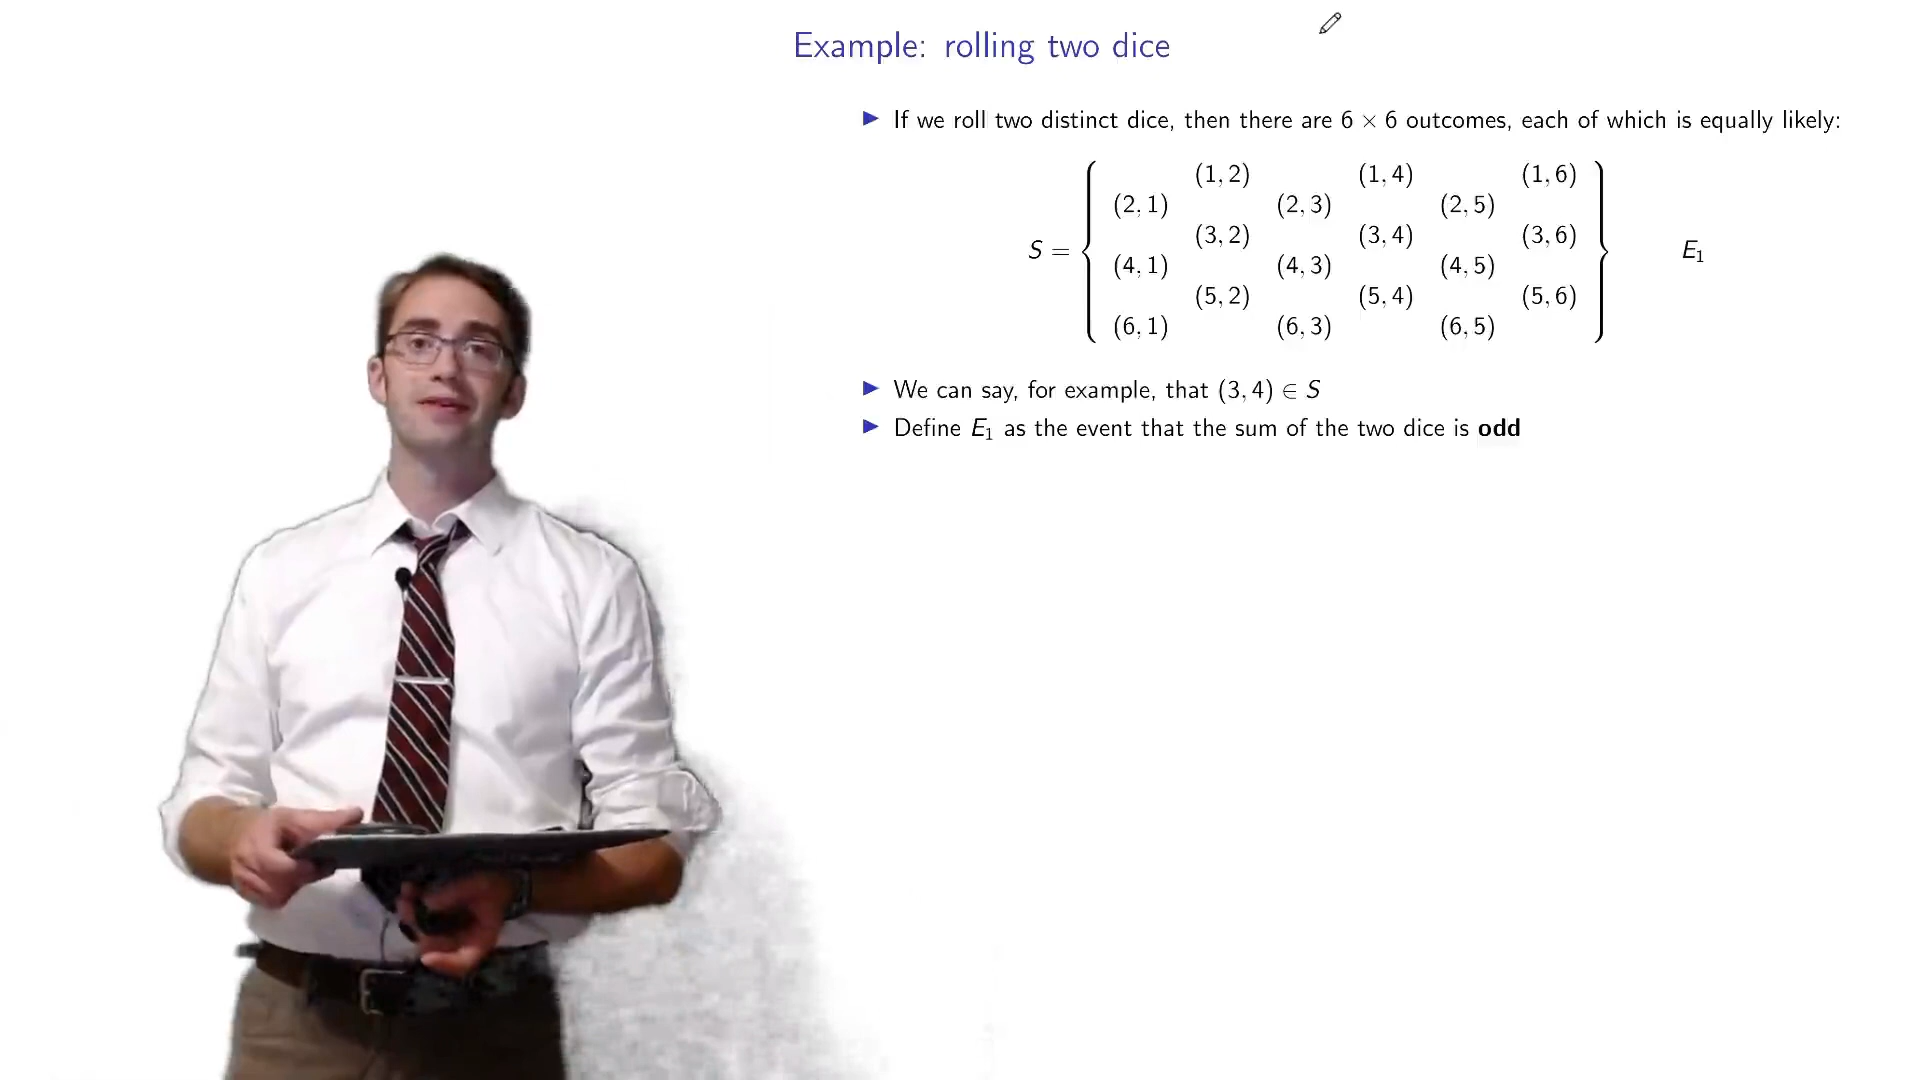 Example: rolling two dice
▶ If we roll two distinct dice, then there are 6 × 6 outcomes, each of which is equally likely:
(1, 2) (1, 4) (1, 6)
(2, 1) (2, 3) (2, 5)
(3, 2) (3, 4) (3, 6)
S = { } E₁
(4, 1) (4, 3) (4, 5)
(5, 2) (5, 4) (5, 6)
(6, 1) (6, 3) (6, 5)
▶ We can say, for example, that (3, 4) ∈ S
▶ Define E₁ as the event that the sum of the two dice is odd